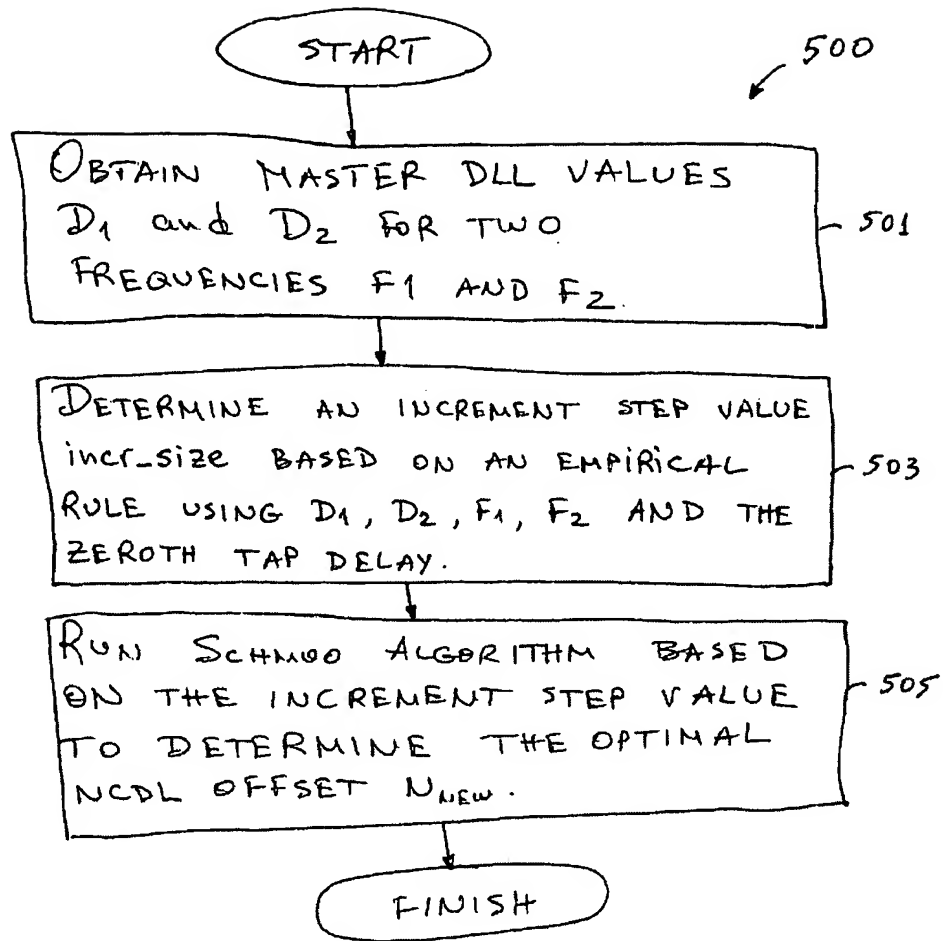 START
500
OBTAIN MASTER DLL VALUES
D1 and D2 FOR TWO
FREQUENCIES F1 AND F2.
501
DETERMINE AN INCREMENT STEP VALUE
incr_size BASED ON AN EMPIRICAL
RULE USING D1, D2, F1, F2 AND THE
ZEROTH TAP DELAY.
503
RUN SCHMOO ALGORITHM BASED
ON THE INCREMENT STEP VALUE
TO DETERMINE THE OPTIMAL
NCDL OFFSET NNEW.
505
FINISH